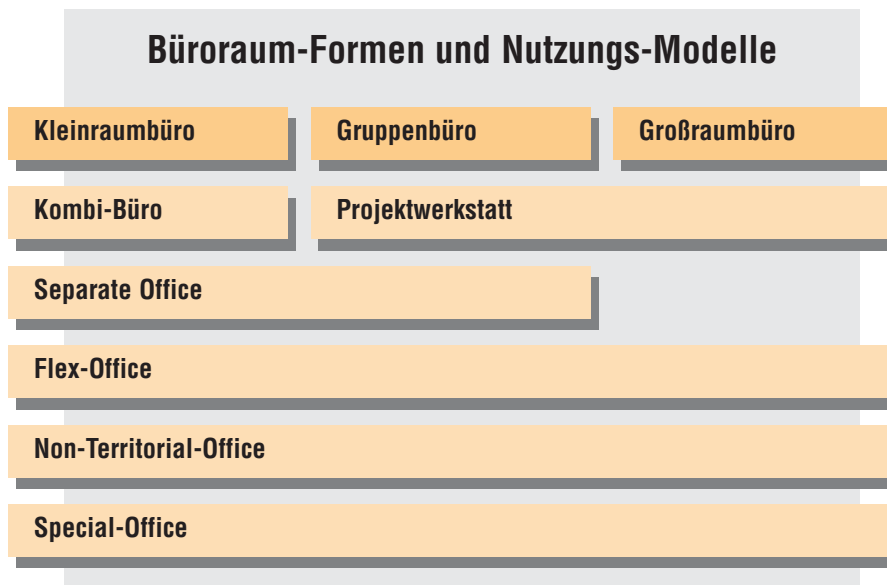 Büroraum-Formen und Nutzungs-Modelle
Kleinraumbüro
Gruppenbüro
Großraumbüro
Kombi-Büro
Projektwerkstatt
Separate Office
Flex-Office
Non-Territorial-Office
Special-Office